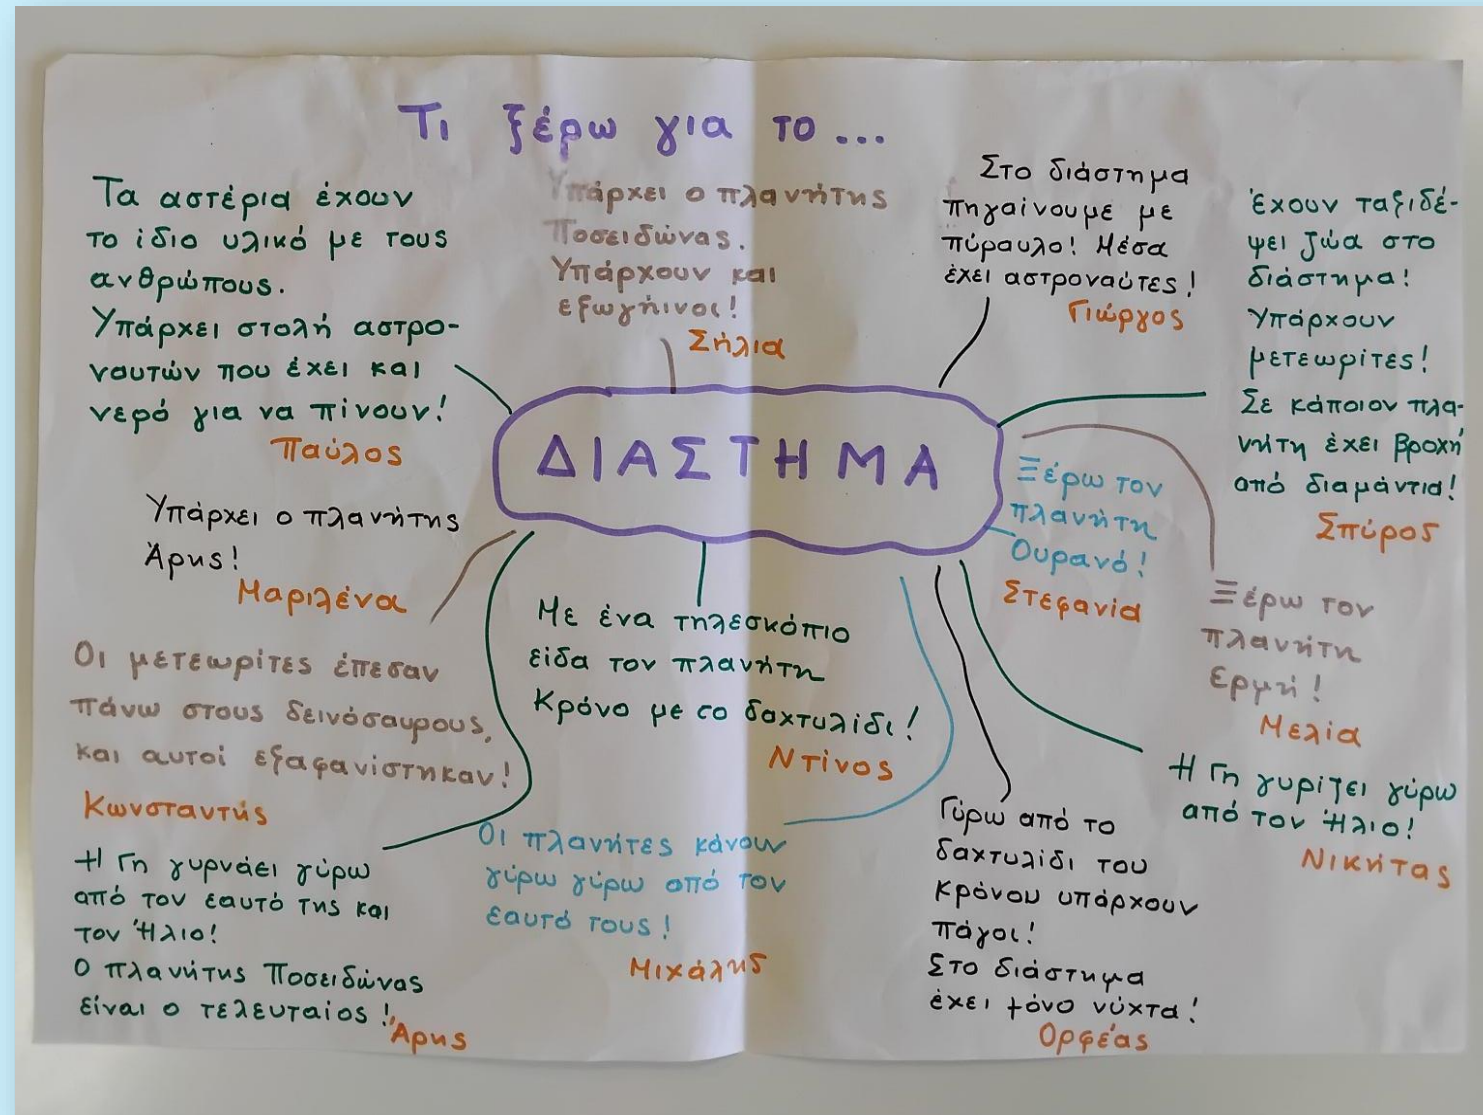 Τι ξέρω για το...
Τα αστέρια έχουν
το ίδιο υλικό με τους
ανθρώπους.
Υπάρχει στολή αστρο-
ναυτών που έχει και
νερό για να πίνουν!
Παύλος
Υπάρχει ο πλανήτης
Ποσειδώνας.
Υπάρχουν και
εξωγήινοι!
Σήλια
Στο διάστημα
πηγαίνουμε με
πύραυλο! Μέσα
έχει αστροναύτες!
Γιώργος
Έχουν ταξιδέ-
ψει ζώα στο
διάστημα!
Υπάρχουν
μετεωρίτες!
Σε κάποιον πλα-
νήτη έχει βροχή
από διαμάντια!
Σπύρος
ΔΙΑΣΤΗΜΑ
Υπάρχει ο πλανήτης
Άρης!
Μαριλένα
Ξέρω τον
πλανήτη
Ουρανό!
Στεφανία
Ξέρω τον
πλανήτη
Ερμή!
Μελία
Οι μετεωρίτες έπεσαν
πάνω στους δεινόσαυρους,
και αυτοί εξαφανίστηκαν!
Κωνσταντής
Με ένα τηλεσκόπιο
είδα τον πλανήτη
Κρόνο με το δαχτυλίδι!
Ντίνος
Η Γη γυρίζει γύρω
από τον Ήλιο!
Νικήτας
Η Γη γυρνάει γύρω
από τον εαυτό της και
τον Ήλιο!
Ο πλανήτης Ποσειδώνας
είναι ο τελευταίος!
Άρης
Οι πλανήτες κάνουν
γύρω γύρω από τον
εαυτό τους!
Μιχάλης
Γύρω από το
δαχτυλίδι του
Κρόνου υπάρχουν
πάγοι!
Στο διάστημα
έχει μόνο νύχτα!
Ορφέας